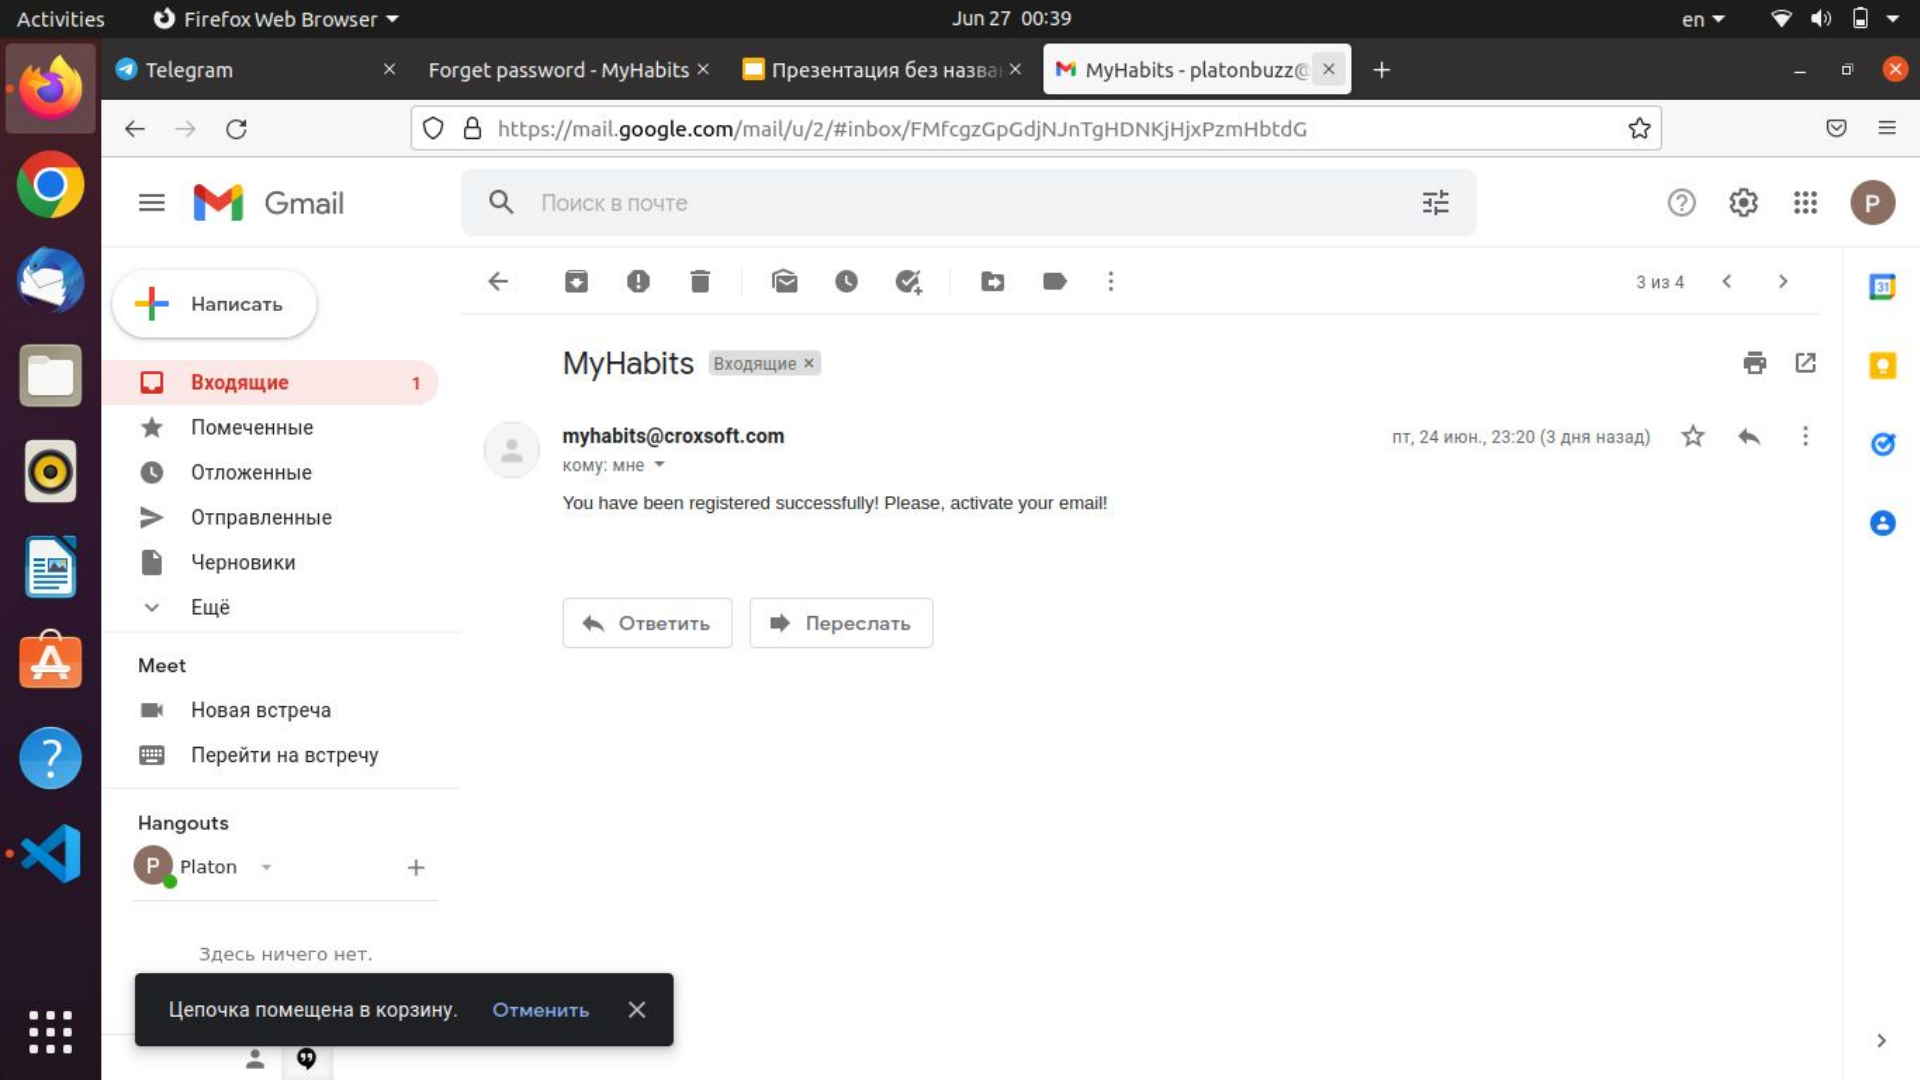 Activities
Firefox Web Browser
Jun 27 00:39
en
Telegram
Forget password - MyHabits
Презентация без назва
MyHabits - platonbuzz@
https://mail.google.com/mail/u/2/#inbox/FMfcgzGpGdjNJnTgHDNKjHjxPzmHbtdG
Gmail
Поиск в почте
P
Написать
3 из 4
31
MyHabits
Входящие ×
Входящие 1
Помеченные
Отложенные
Отправленные
Черновики
Ещё
myhabits@croxsoft.com
пт, 24 июн., 23:20 (3 дня назад)
кому: мне
You have been registered successfully! Please, activate your email!
Ответить
Переслать
Meet
Новая встреча
Перейти на встречу
Hangouts
P Platon
Здесь ничего нет.
Цепочка помещена в корзину. Отменить